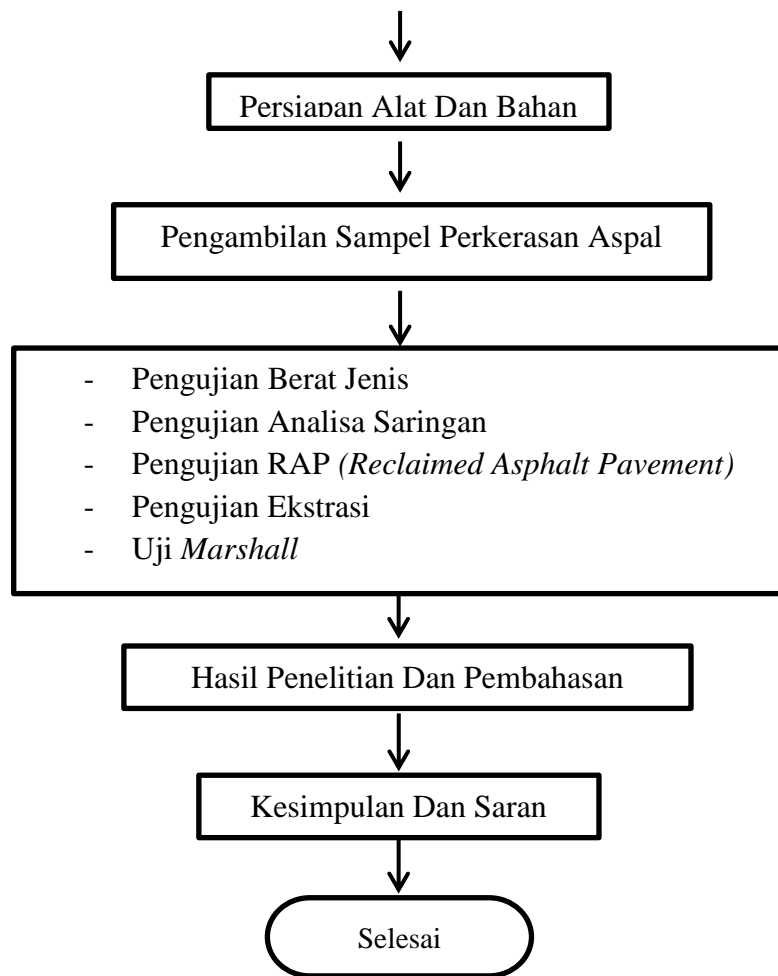 Persiapan Alat Dan Bahan
Pengambilan Sampel Perkerasan Aspal
- Pengujian Berat Jenis
- Pengujian Analisa Saringan
- Pengujian RAP (Reclaimed Asphalt Pavement)
- Pengujian Ekstrasi
- Uji Marshall
Hasil Penelitian Dan Pembahasan
Kesimpulan Dan Saran
Selesai